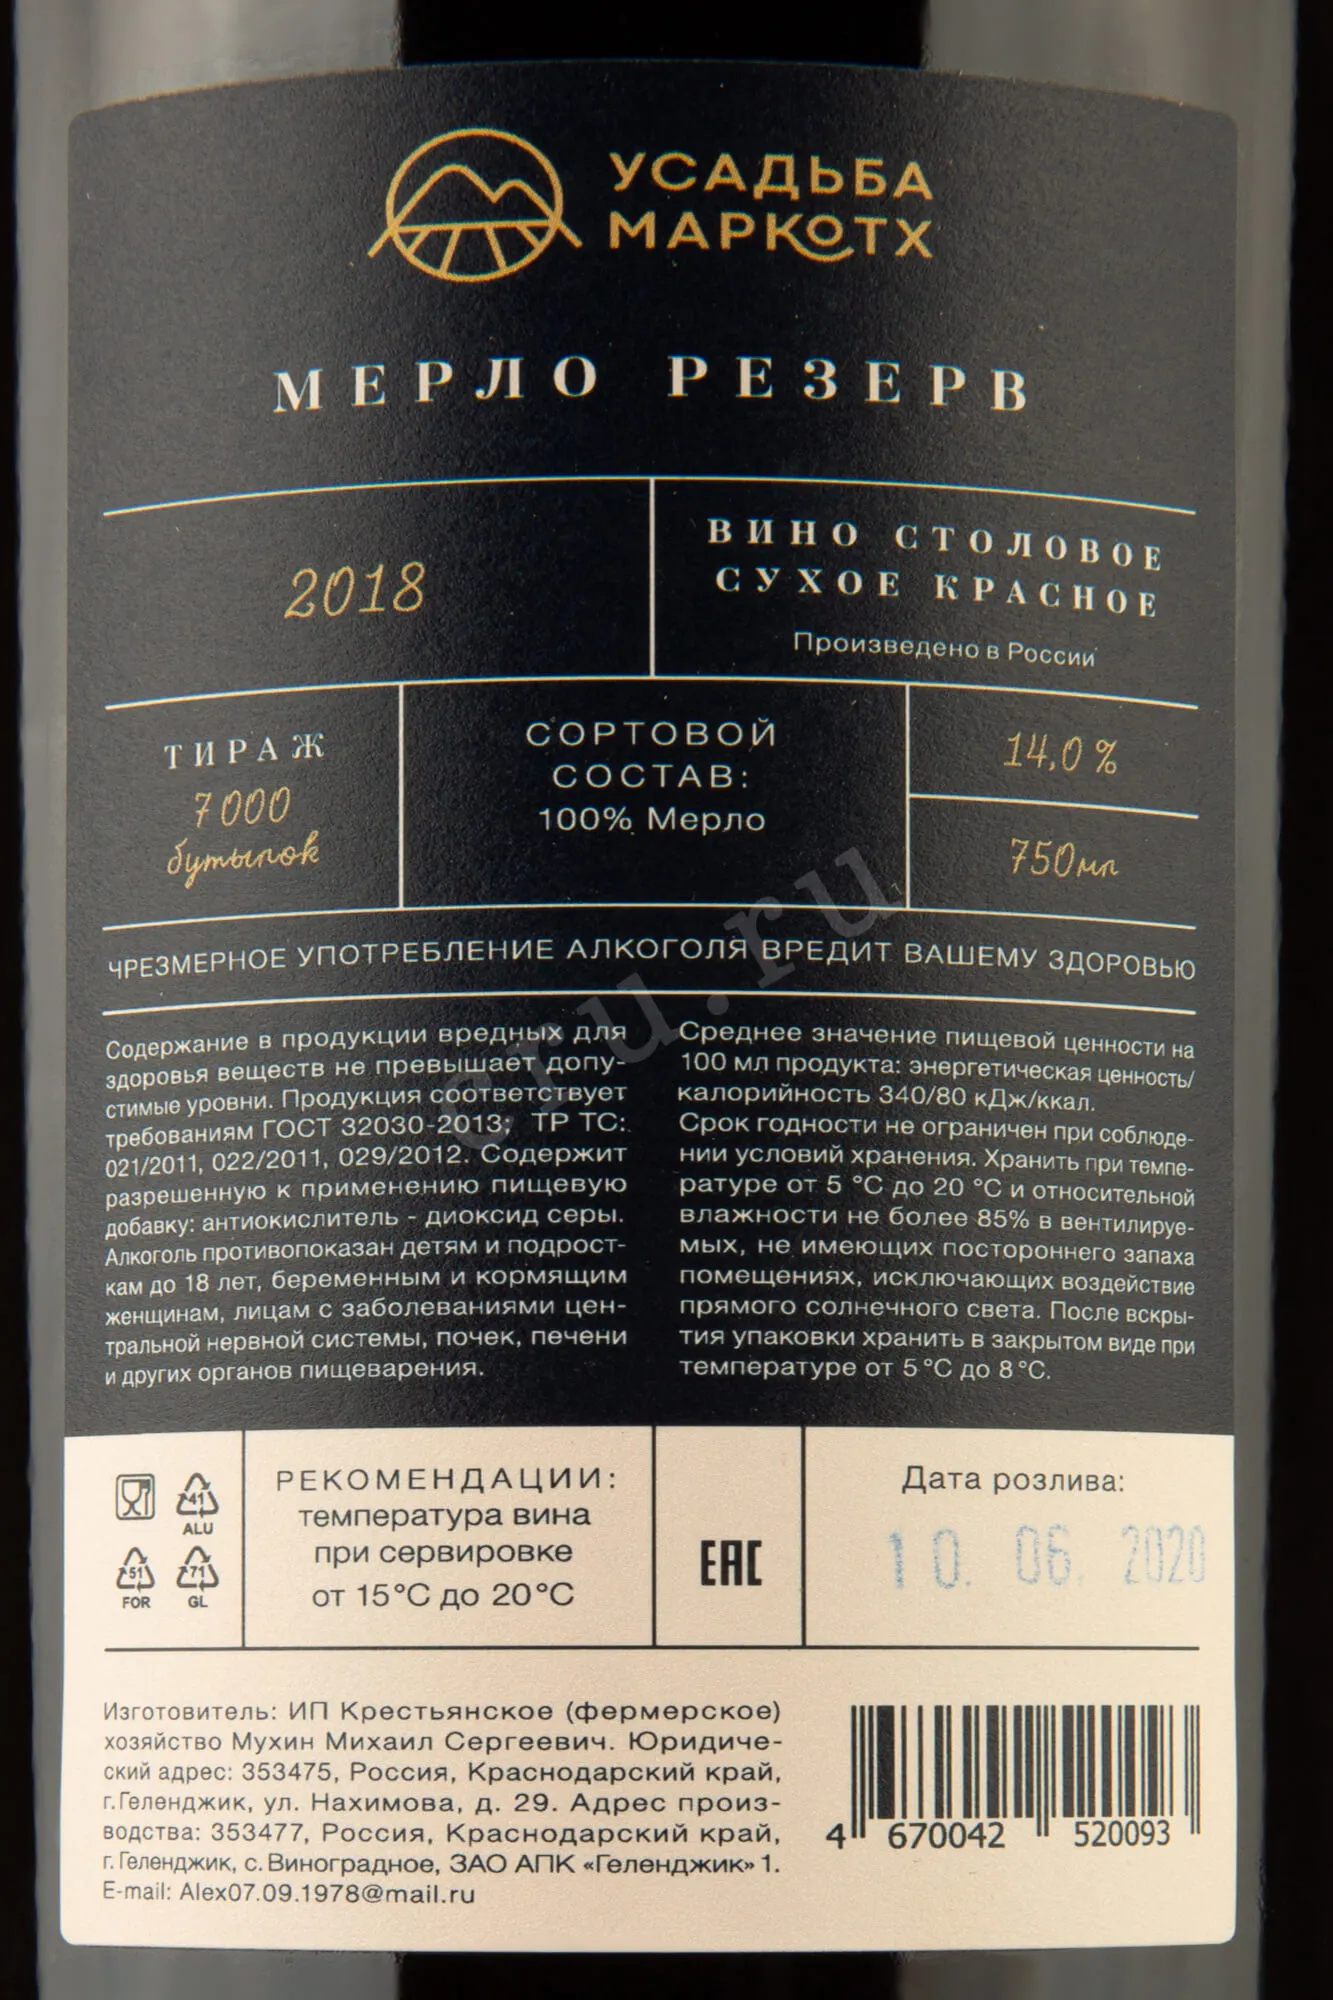 УСАДЬБА
МАРКОТХ
МЕРЛО РЕЗЕРВ
2018
ВИНО СТОЛОВОЕ
СУХОЕ КРАСНОЕ
Произведено в России
ТИРАЖ
7000
бутылок
СОРТОВОЙ
СОСТАВ:
100% Мерло
14,0%
750мл
ЧРЕЗМЕРНОЕ УПОТРЕБЛЕНИЕ АЛКОГОЛЯ ВРЕДИТ ВАШЕМУ ЗДОРОВЬЮ
Содержание в продукции вредных для
здоровья веществ не превышает допу-
стимые уровни. Продукция соответствует
требованиям ГОСТ 32030-2013; ТР ТС:
021/2011, 022/2011, 029/2012. Содержит
разрешенную к применению пищевую
добавку: антиокислитель - диоксид серы.
Алкоголь противопоказан детям и подрост-
кам до 18 лет, беременным и кормящим
женщинам, лицам с заболеваниями цен-
тральной нервной системы, почек, печени
и других органов пищеварения.
Среднее значение пищевой ценности на
100 мл продукта: энергетическая ценность/
калорийность 340/80 кДж/ккал.
Срок годности не ограничен при соблюде-
нии условий хранения. Хранить при темпе-
ратуре от 5 °С до 20 °С и относительной
влажности не более 85% в вентилируе-
мых, не имеющих постороннего запаха
помещениях, исключающих воздействие
прямого солнечного света. После вскры-
тия упаковки хранить в закрытом виде при
температуре от 5 °С до 8 °С.
eru.ru
41
ALU
51
FOR
71
GL
РЕКОМЕНДАЦИИ:
температура вина
при сервировке
от 15°С до 20°С
ЕАС
Дата розлива:
10. 06. 2020
Изготовитель: ИП Крестьянское (фермерское)
хозяйство Мухин Михаил Сергеевич. Юридиче-
ский адрес: 353475, Россия, Краснодарский край,
г.Геленджик, ул. Нахимова, д. 29. Адрес произ-
водства: 353477, Россия, Краснодарский край,
г. Геленджик, с. Виноградное, ЗАО АПК «Геленджик» 1.
E-mail: Alex07.09.1978@mail.ru
4 670042 520093